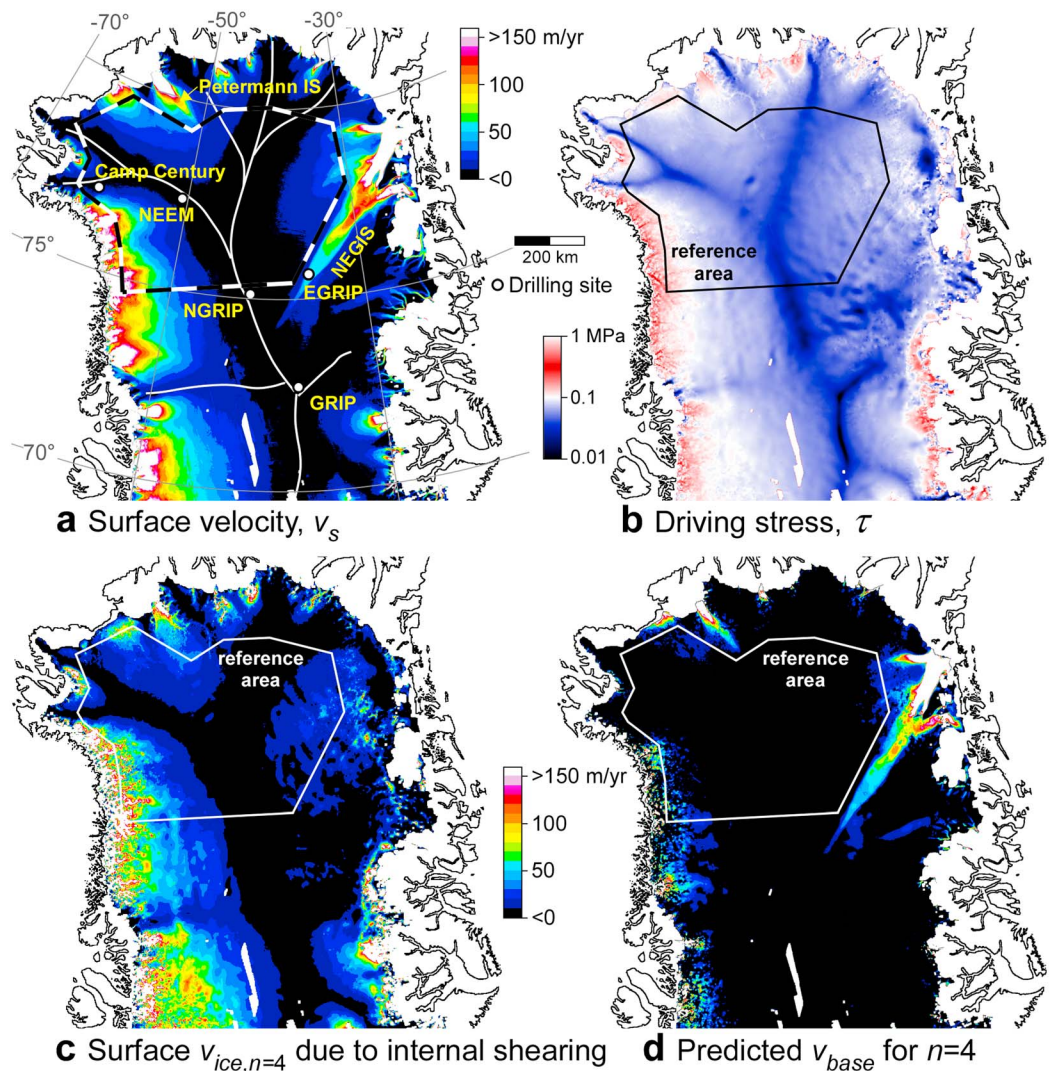 -70°
-50°
-30°
>150 m/yr
100
50
<0
Petermann IS
Camp Century
NEEM
75°
NEGIS
EGRIP
NGRIP
GRIP
70°
200 km
Drilling site
1 MPa
0.1
0.01
reference
area
a Surface velocity, vs
b Driving stress, τ
reference
area
>150 m/yr
100
50
<0
reference
area
c Surface vice,n=4 due to internal shearing
d Predicted vbase for n=4